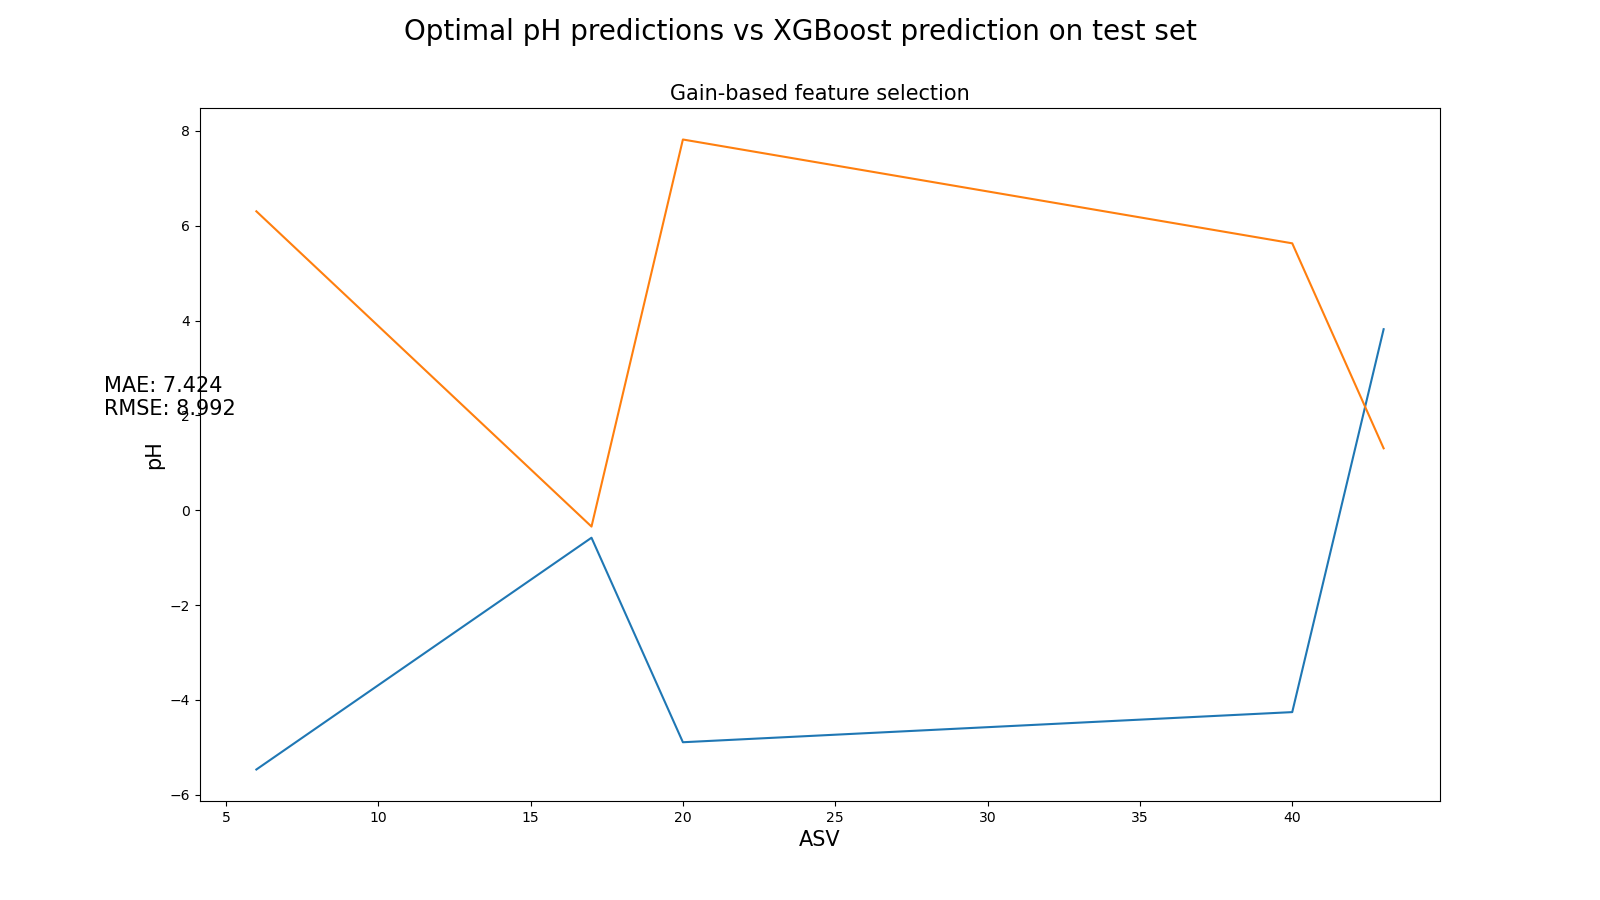 Optimal pH predictions vs XGBoost prediction on test set
Gain-based feature selection
8
6
4
MAE: 7.424
RMSE: 8.992
2
pH
0
−2
−4
−6
5 10 15 20 25 30 35 40
ASV